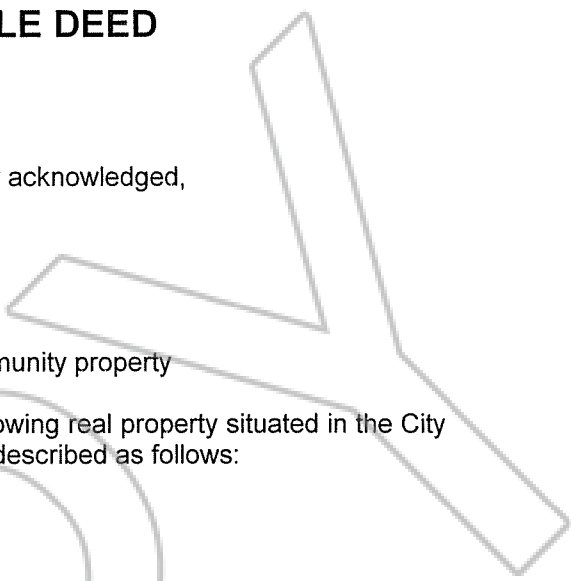 LE DEED
acknowledged,
munity property
owing real property situated in the City
described as follows:
Y